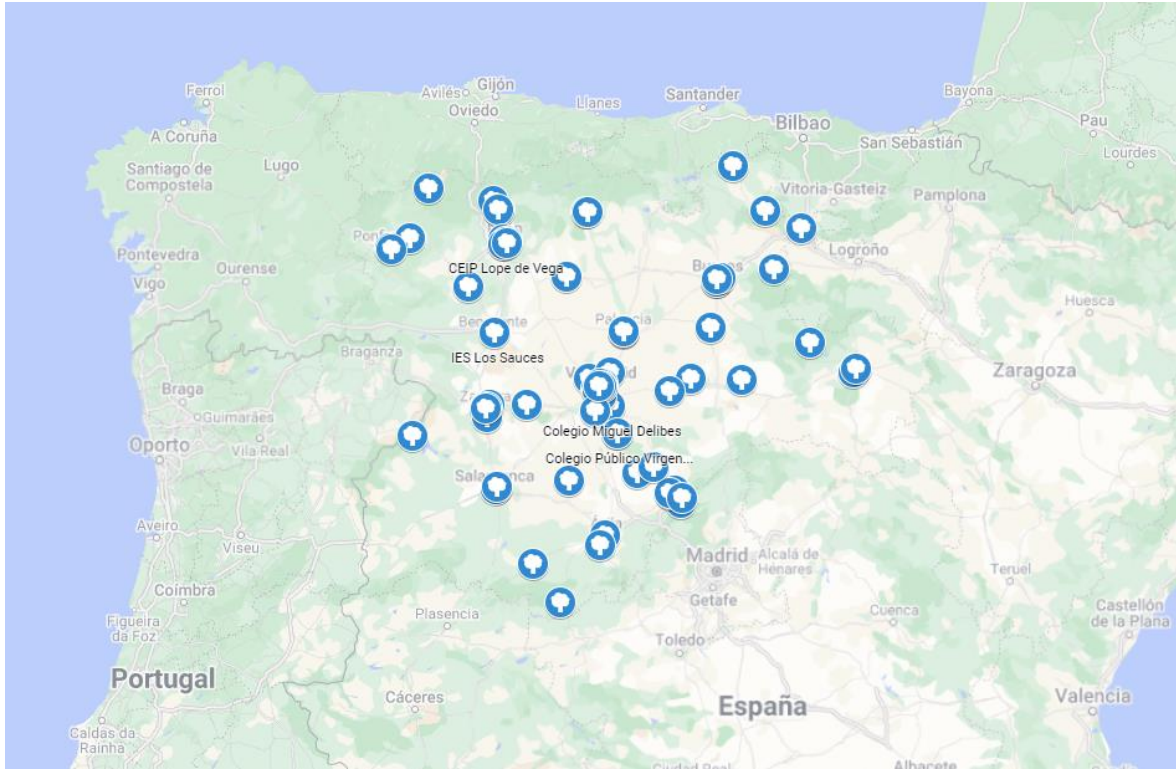 Ferrol
Avilés
Gijón
Oviedo
Llanes
Santander
Bilbao
Bayona
Pau
Lourdes
A Coruña
Santiago de
Compostela
Lugo
San Sebastián
Vitoria-Gasteiz
Pamplona
Pontevedra
Vigo
Ourense
Logroño
Huesca
CEIP Lope de Vega
IES Los Sauces
Braganza
Braga
Guimarães
Vila Real
Oporto
Zaragoza
Colegio Miguel Delibes
Colegio Público Virgen...
Aveiro
Viseu
Madrid
Alcalá de
Henares
Getafe
Teruel
Coimbra
Figueira
da Foz
Plasencia
Cuenca
Castellón
de la Plana
Toledo
Portugal
Cáceres
España
Valencia
Caldas da
Rainha
Ciudad Real
Albacete